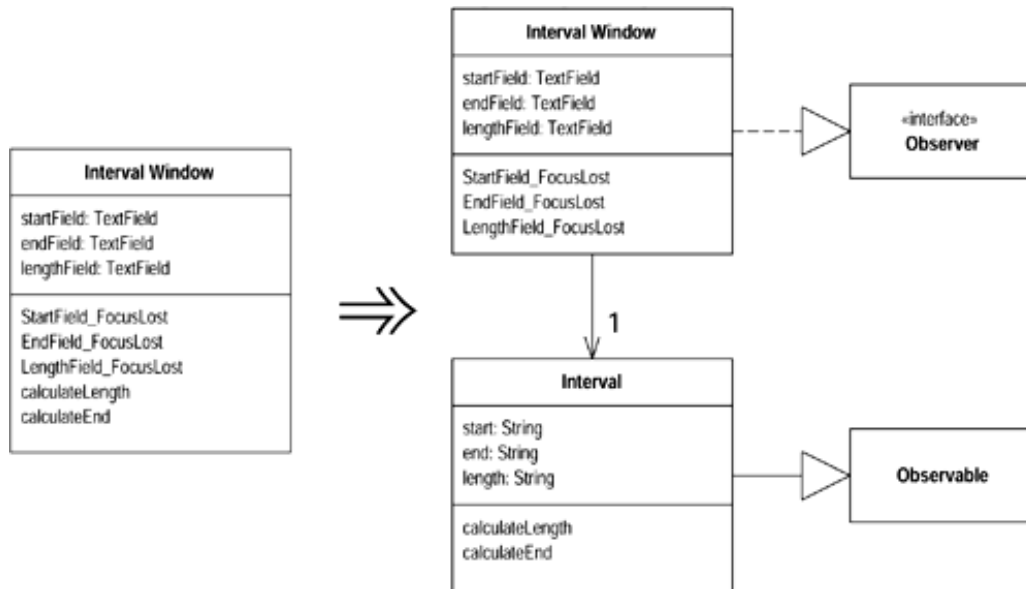 Interval Window
startField: TextField
endField: TextField
lengthField: TextField
StartField_FocusLost
EndField_FocusLost
LengthField_FocusLost
calculateLength
calculateEnd
Interval Window
startField: TextField
endField: TextField
lengthField: TextField
StartField_FocusLost
EndField_FocusLost
LengthField_FocusLost
«interface»
Observer
1
Interval
start: String
end: String
length: String
calculateLength
calculateEnd
Observable